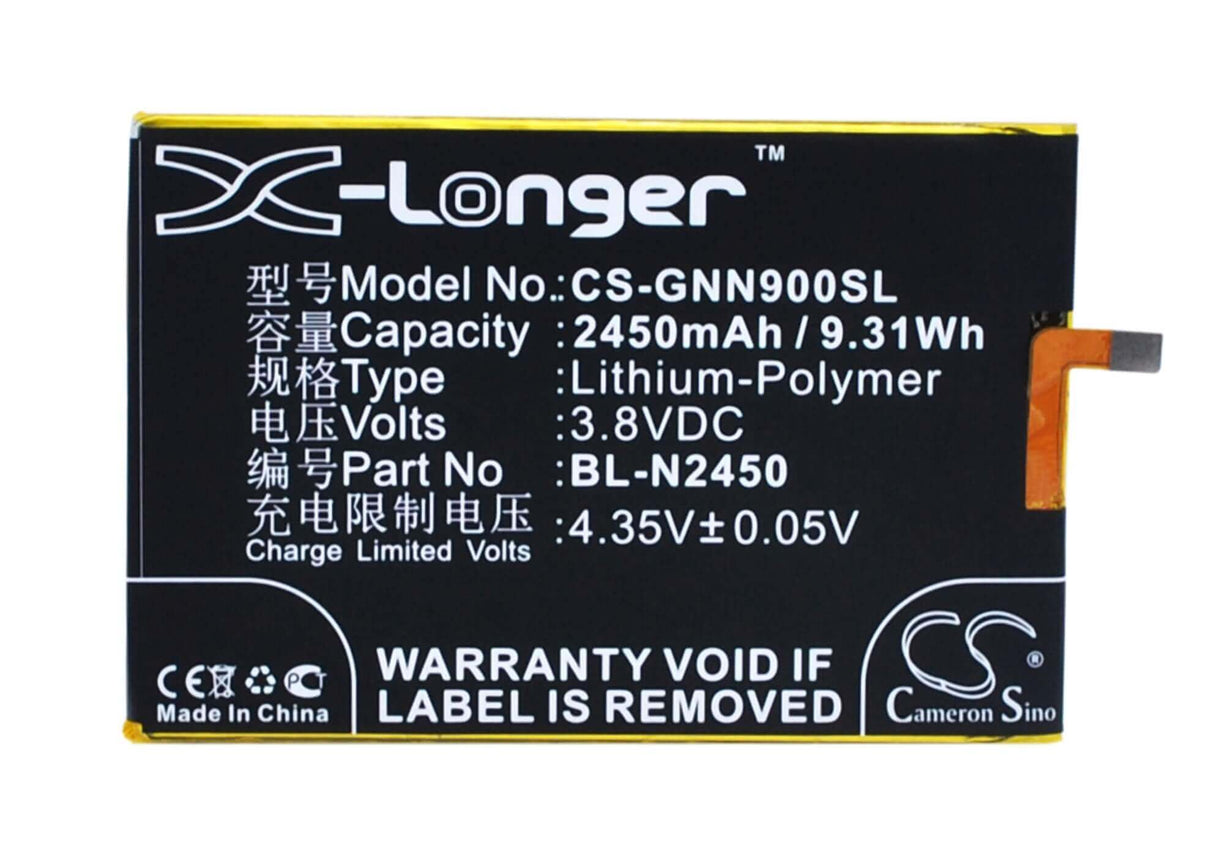 X-Longer™
型号Model No.:CS-GNN900SL
容量Capacity :2450mAh / 9.31Wh
规格Type :Lithium-Polymer
电压Volts :3.8VDC
编号Part No :BL-N2450
充电限制电压 :4.35V±0.05V
Charge Limited Volts
CE PCT
Made In China
WARRANTY VOID IF
LABEL IS REMOVED
CS®
Cameron Sino